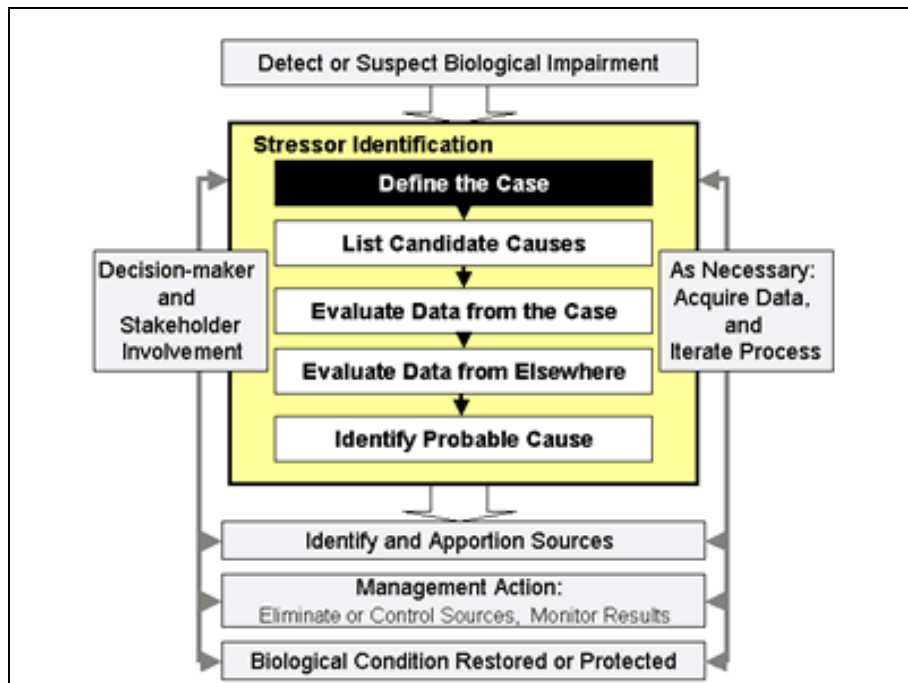 Detect or Suspect Biological Impairment
Stressor Identification
Define the Case
List Candidate Causes
Evaluate Data from the Case
Evaluate Data from Elsewhere
Identify Probable Cause
Decision-maker
and
Stakeholder
Involvement
As Necessary:
Acquire Data,
and
Iterate Process
Identify and Apportion Sources
Management Action:
Eliminate or Control Sources, Monitor Results
Biological Condition Restored or Protected